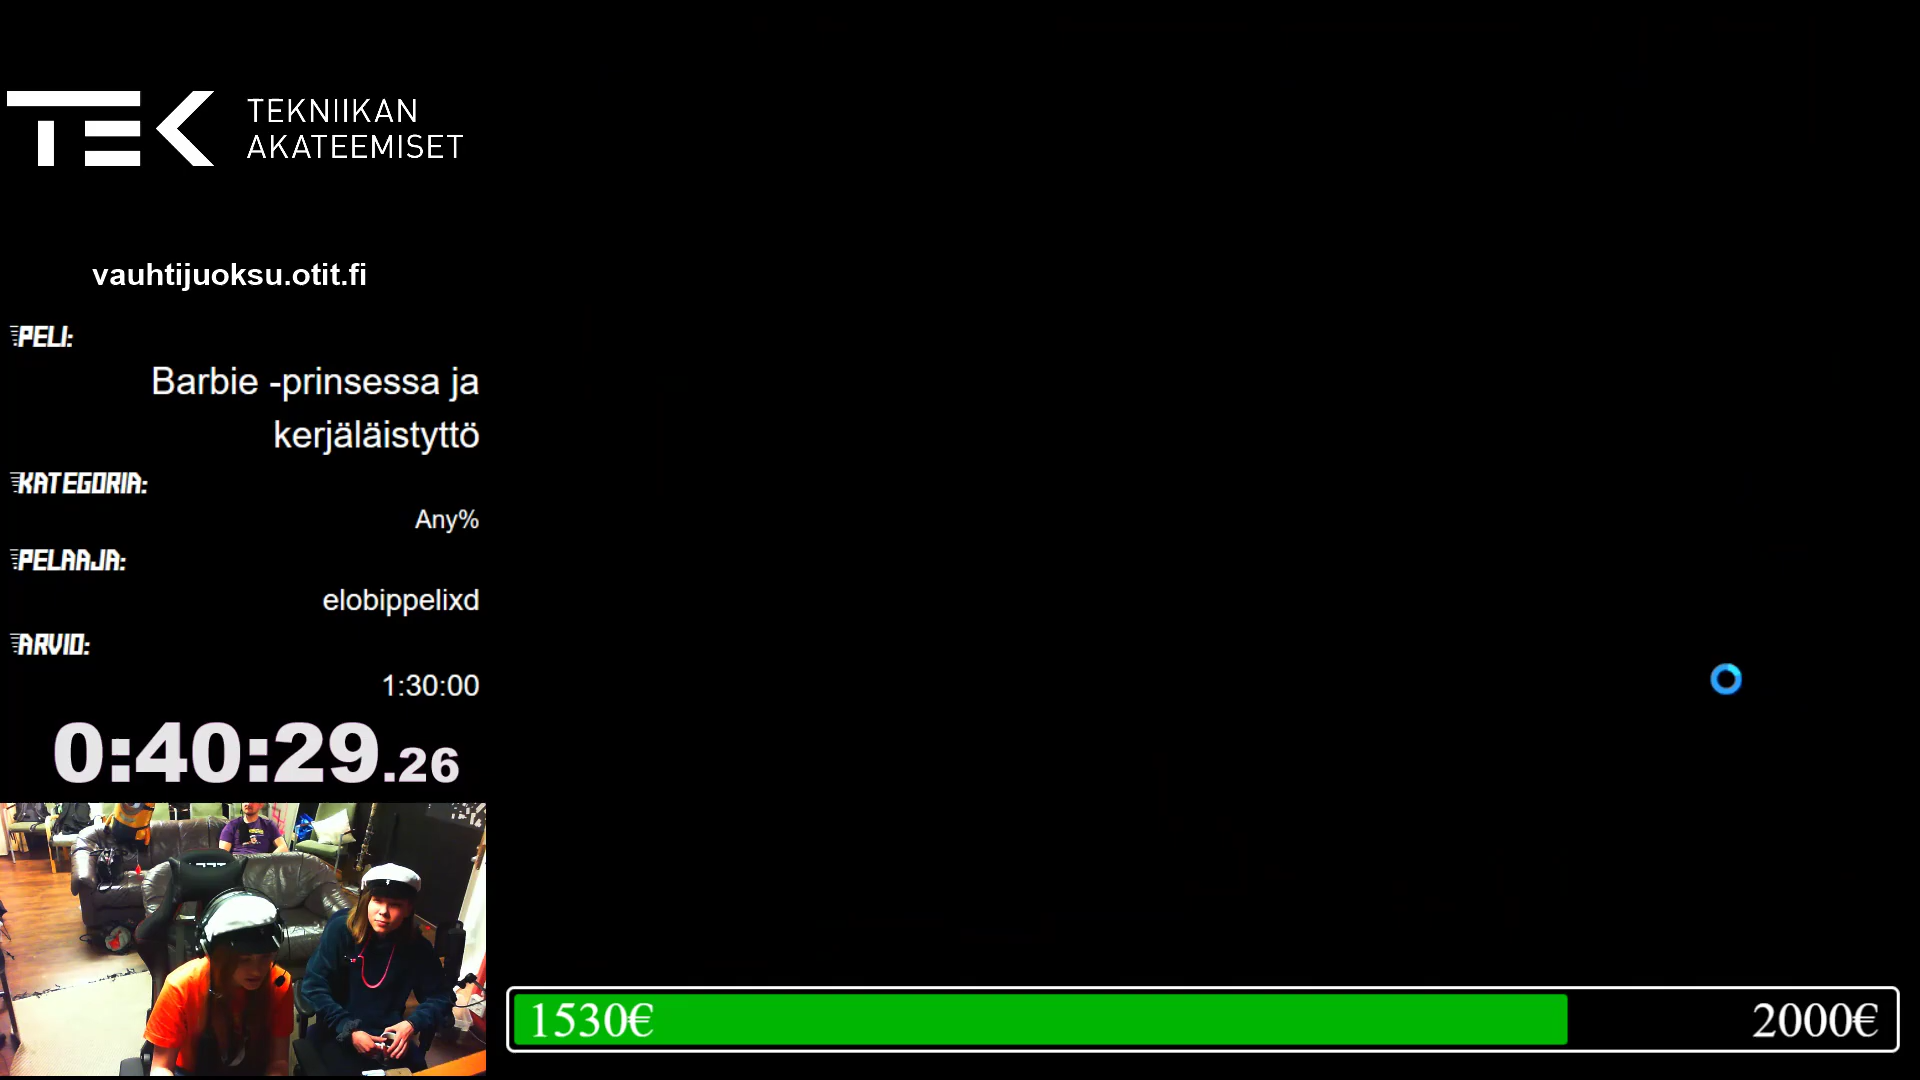 TEK TEKNIIKAN
AKATEEMISET
vauhtijuoksu.otit.fi
PELI:
Barbie -prinsessa ja
kerjäläistyttö
KATEGORIA:
Any%
PELAAJA:
elobippelixd
ARVIO:
1:30:00
0:40:29.26
1530€ 2000€